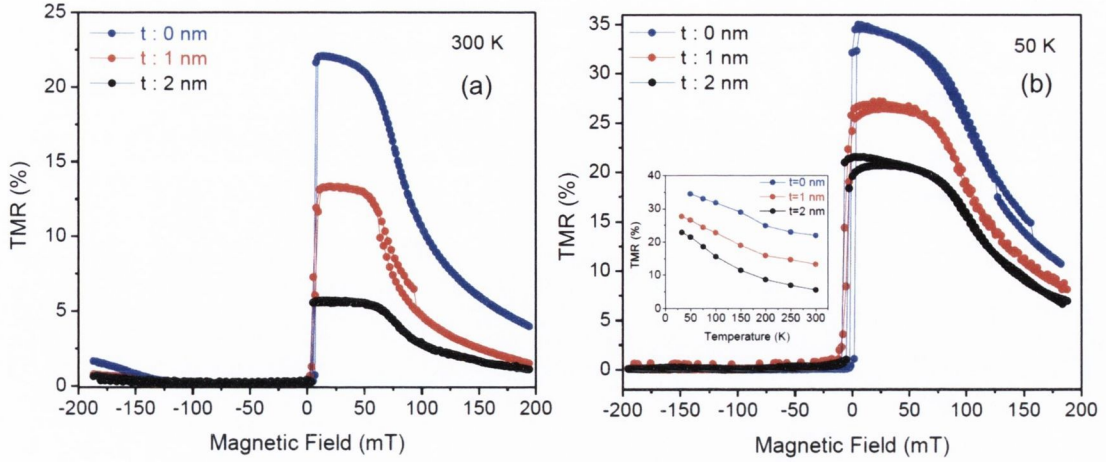 25
20
15
10
5
0
TMR (%)
t : 0 nm
t : 1 nm
t : 2 nm
300 K
(a)
-200 -150 -100 -50 0 50 100 150 200
Magnetic Field (mT)
35
30
25
20
15
10
5
0
TMR (%)
t : 0 nm
t : 1 nm
t : 2 nm
50 K
(b)
40
30
20
10
0
TMR (%)
t=0 nm
t=1 nm
t=2 nm
0 50 100 150 200 250 300
Temperature (K)
-200 -150 -100 -50 0 50 100 150 200
Magnetic Field (mT)